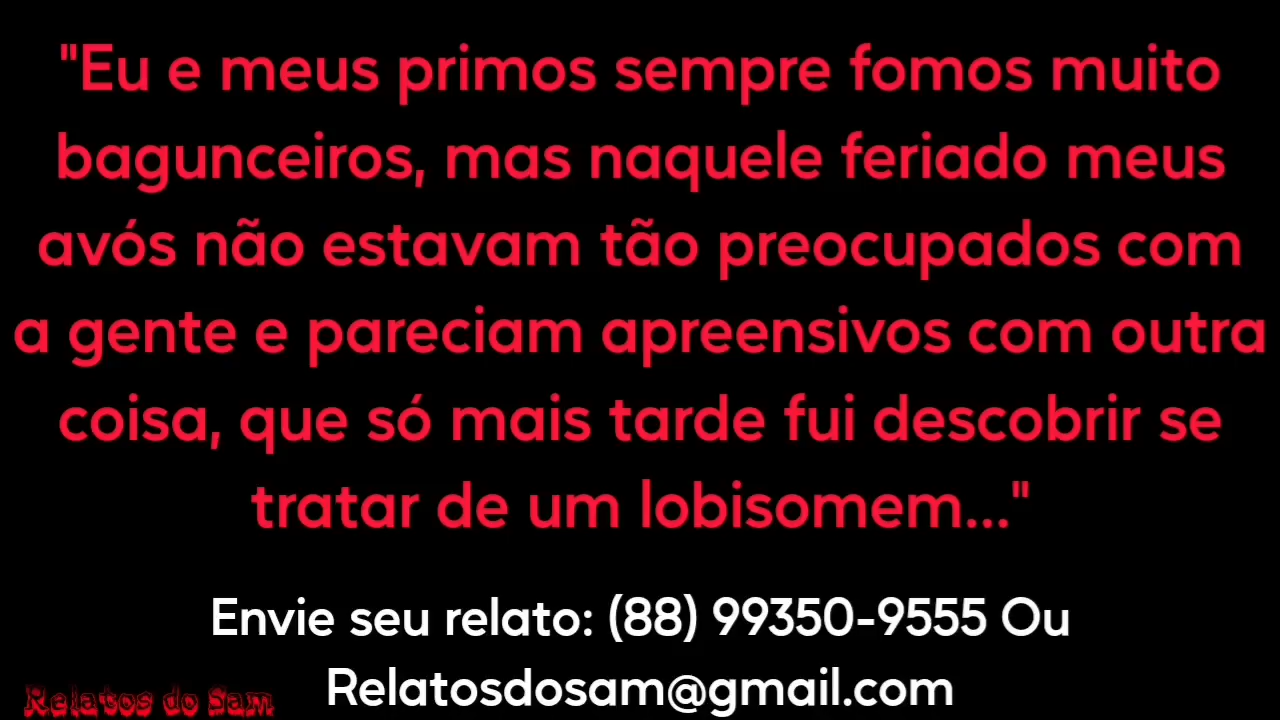 "Eu e meus primos sempre fomos muito
bagunceiros, mas naquele feriado meus
avós não estavam tão preocupados com
a gente e pareciam apreensivos com outra
coisa, que só mais tarde fui descobrir se
tratar de um lobisomem..."
Envie seu relato: (88) 99350-9555 Ou
Relatosdosam@gmail.com
Relatos do Sam